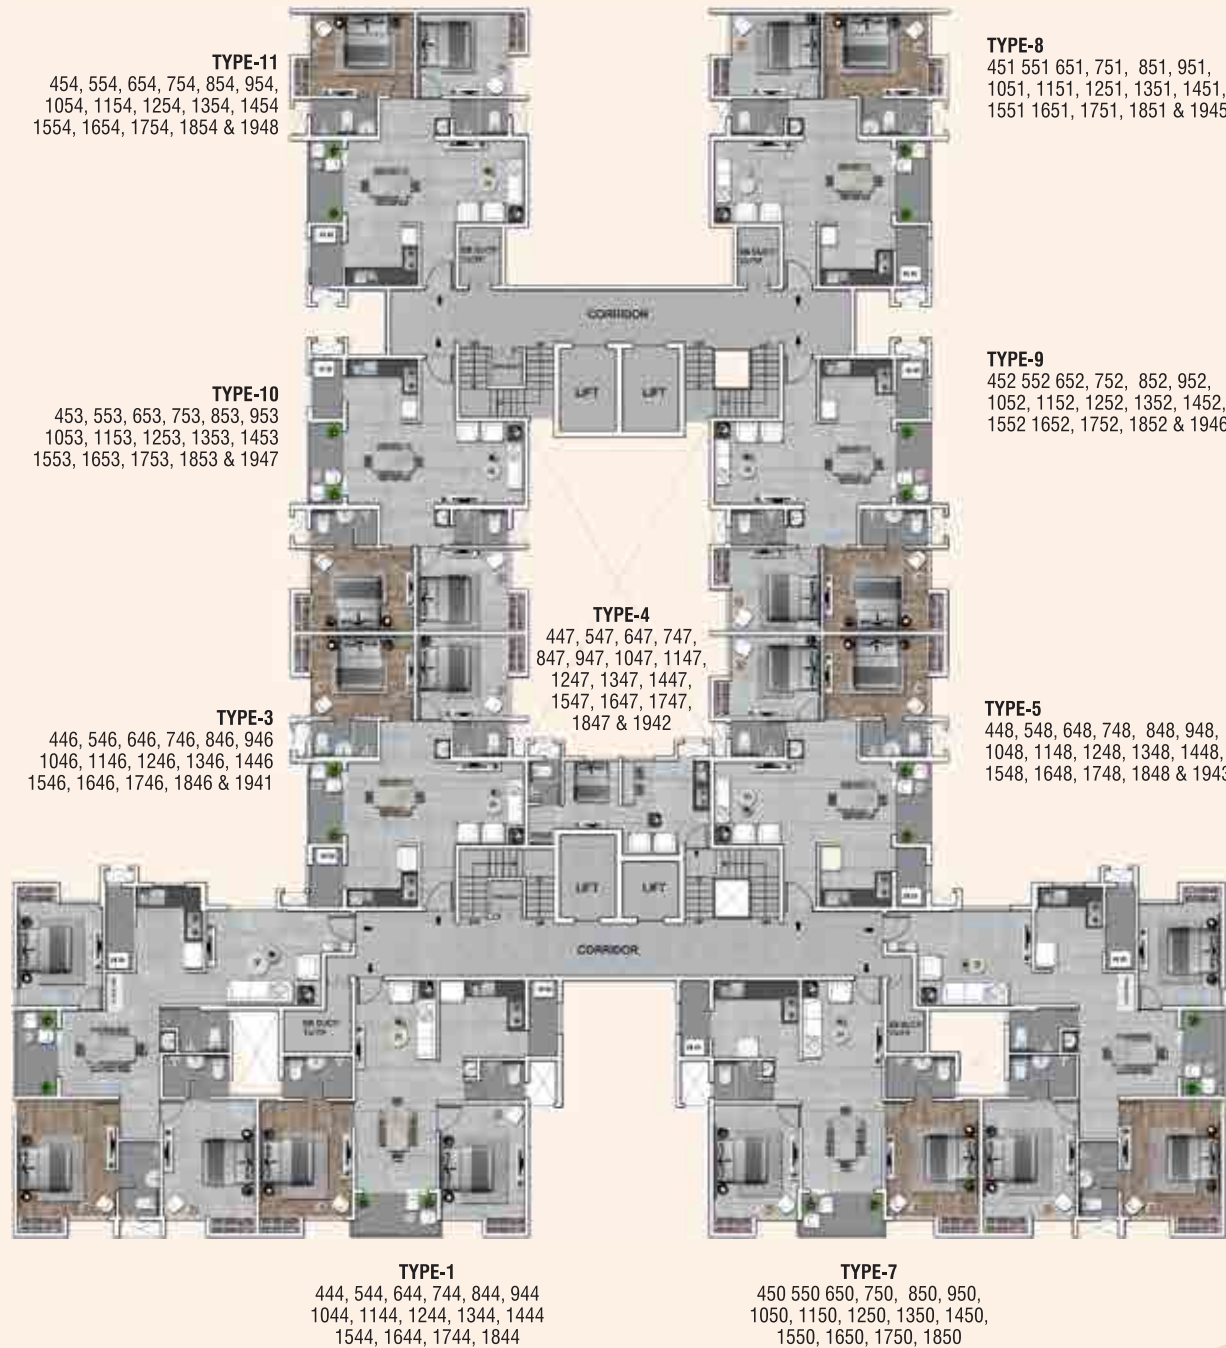 TYPE-11
454, 554, 654, 754, 854, 954,
1054, 1154, 1254, 1354, 1454
1554, 1654, 1754, 1854 & 1948
TYPE-8
451 551 651, 751, 851, 951,
1051, 1151, 1251, 1351, 1451,
1551 1651, 1751, 1851 & 1945
CORRIDOR
LIFT
LIFT
TYPE-10
453, 553, 653, 753, 853, 953
1053, 1153, 1253, 1353, 1453
1553, 1653, 1753, 1853 & 1947
TYPE-9
452 552 652, 752, 852, 952,
1052, 1152, 1252, 1352, 1452,
1552 1652, 1752, 1852 & 1946
TYPE-4
447, 547, 647, 747,
847, 947, 1047, 1147,
1247, 1347, 1447,
1547, 1647, 1747,
1847 & 1942
TYPE-3
446, 546, 646, 746, 846, 946
1046, 1146, 1246, 1346, 1446
1546, 1646, 1746, 1846 & 1941
TYPE-5
448, 548, 648, 748, 848, 948,
1048, 1148, 1248, 1348, 1448,
1548, 1648, 1748, 1848 & 1943
LIFT
LIFT
CORRIDOR
TYPE-1
444, 544, 644, 744, 844, 944
1044, 1144, 1244, 1344, 1444
1544, 1644, 1744, 1844
TYPE-7
450 550 650, 750, 850, 950,
1050, 1150, 1250, 1350, 1450,
1550, 1650, 1750, 1850